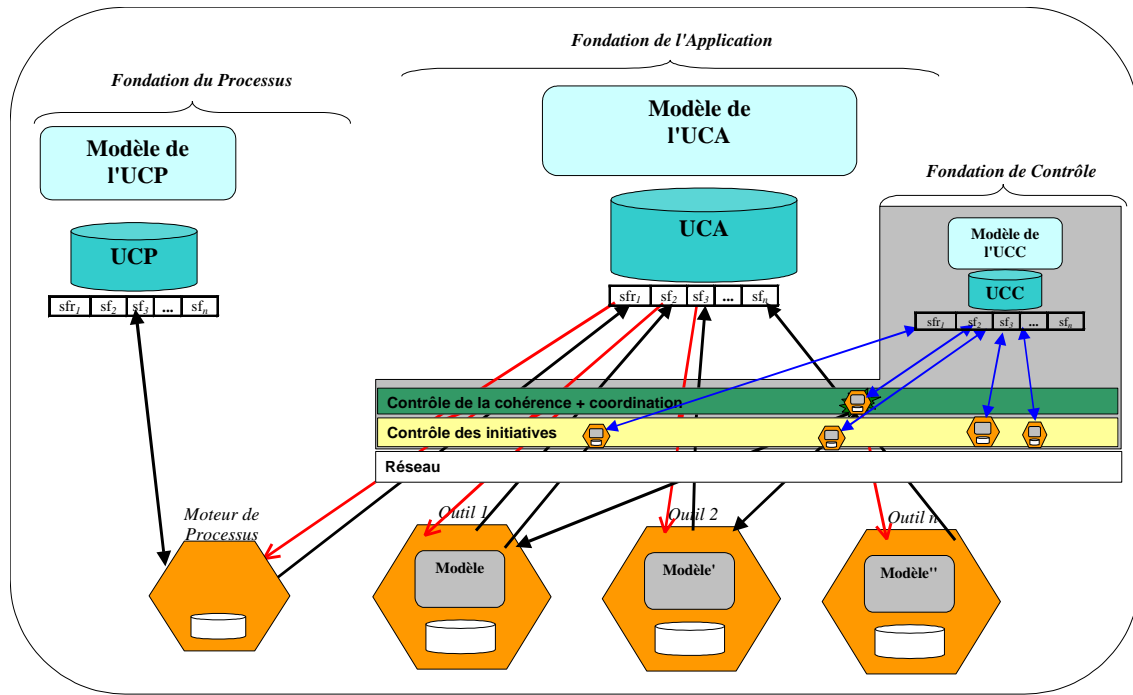 Fondation de l'Application
Fondation du Processus
Modèle de
l'UCP
Modèle de
l'UCA
Fondation de Contrôle
UCP
UCA
Modèle de
l'UCC
UCC
sfr1 sf2 sf3 ... sfn
sfr1 sf2 sf3 ... sfn
sfr1 sf2 sf3 ... sfn
Contrôle de la cohérence + coordination
Contrôle des initiatives
Réseau
Moteur de
Processus
Outil 1
Outil 2
Outil n
Modèle
Modèle'
Modèle''